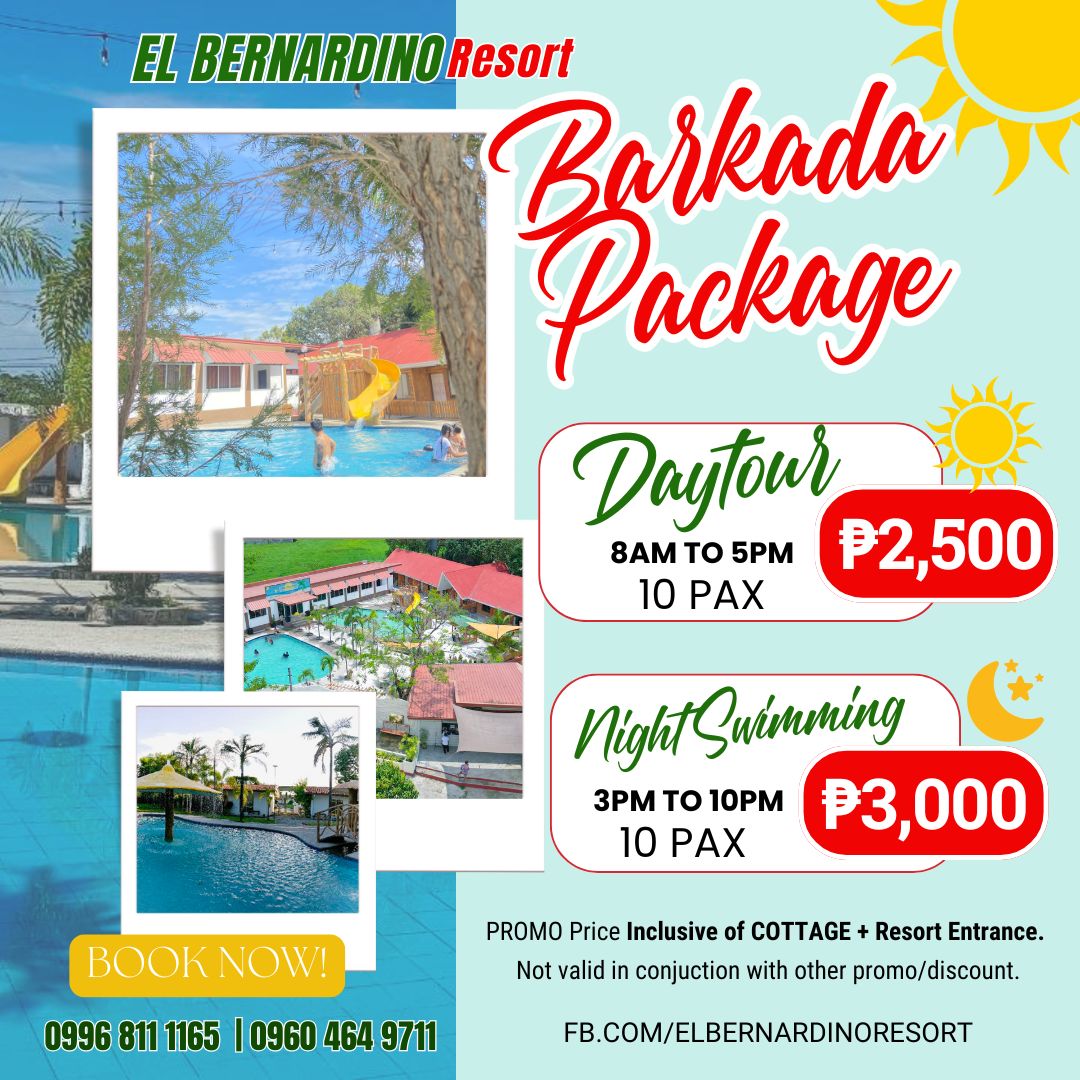 EL BERNARDINO Resort
Barkada
Package
Daytour
8AM TO 5PM
10 PAX
₱2,500
Night Swimming
3PM TO 10PM
10 PAX
₱3,000
PROMO Price Inclusive of COTTAGE + Resort Entrance.
Not valid in conjuction with other promo/discount.
BOOK NOW!
0996 811 1165 | 0960 464 9711
FB.COM/ELBERNARDINORESORT